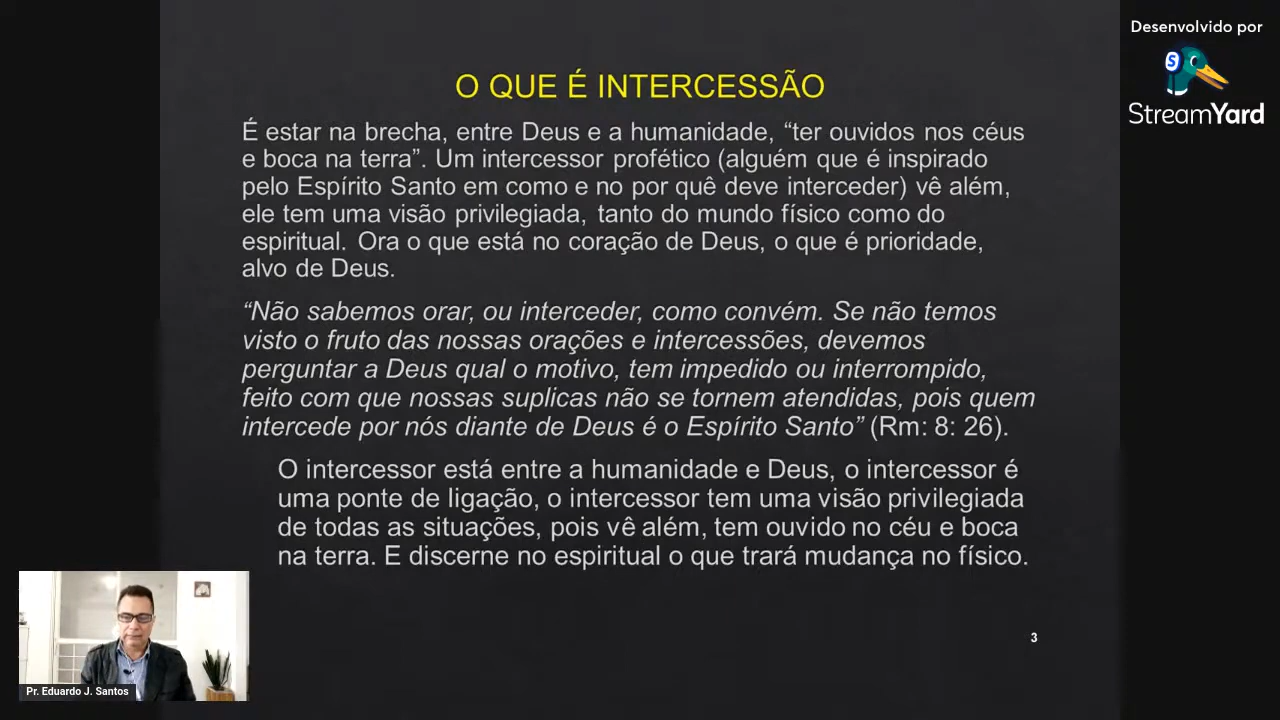 Desenvolvido por
StreamYard
O QUE É INTERCESSÃO
É estar na brecha, entre Deus e a humanidade, “ter ouvidos nos céus
e boca na terra”. Um intercessor profético (alguém que é inspirado
pelo Espírito Santo em como e no por quê deve interceder) vê além,
ele tem uma visão privilegiada, tanto do mundo físico como do
espiritual. Ora o que está no coração de Deus, o que é prioridade,
alvo de Deus.
“Não sabemos orar, ou interceder, como convém. Se não temos
visto o fruto das nossas orações e intercessões, devemos
perguntar a Deus qual o motivo, tem impedido ou interrompido,
feito com que nossas suplicas não se tornem atendidas, pois quem
intercede por nós diante de Deus é o Espírito Santo” (Rm: 8: 26).
O intercessor está entre a humanidade e Deus, o intercessor é
uma ponte de ligação, o intercessor tem uma visão privilegiada
de todas as situações, pois vê além, tem ouvido no céu e boca
na terra. E discerne no espiritual o que trará mudança no físico.
3
Pr. Eduardo J. Santos